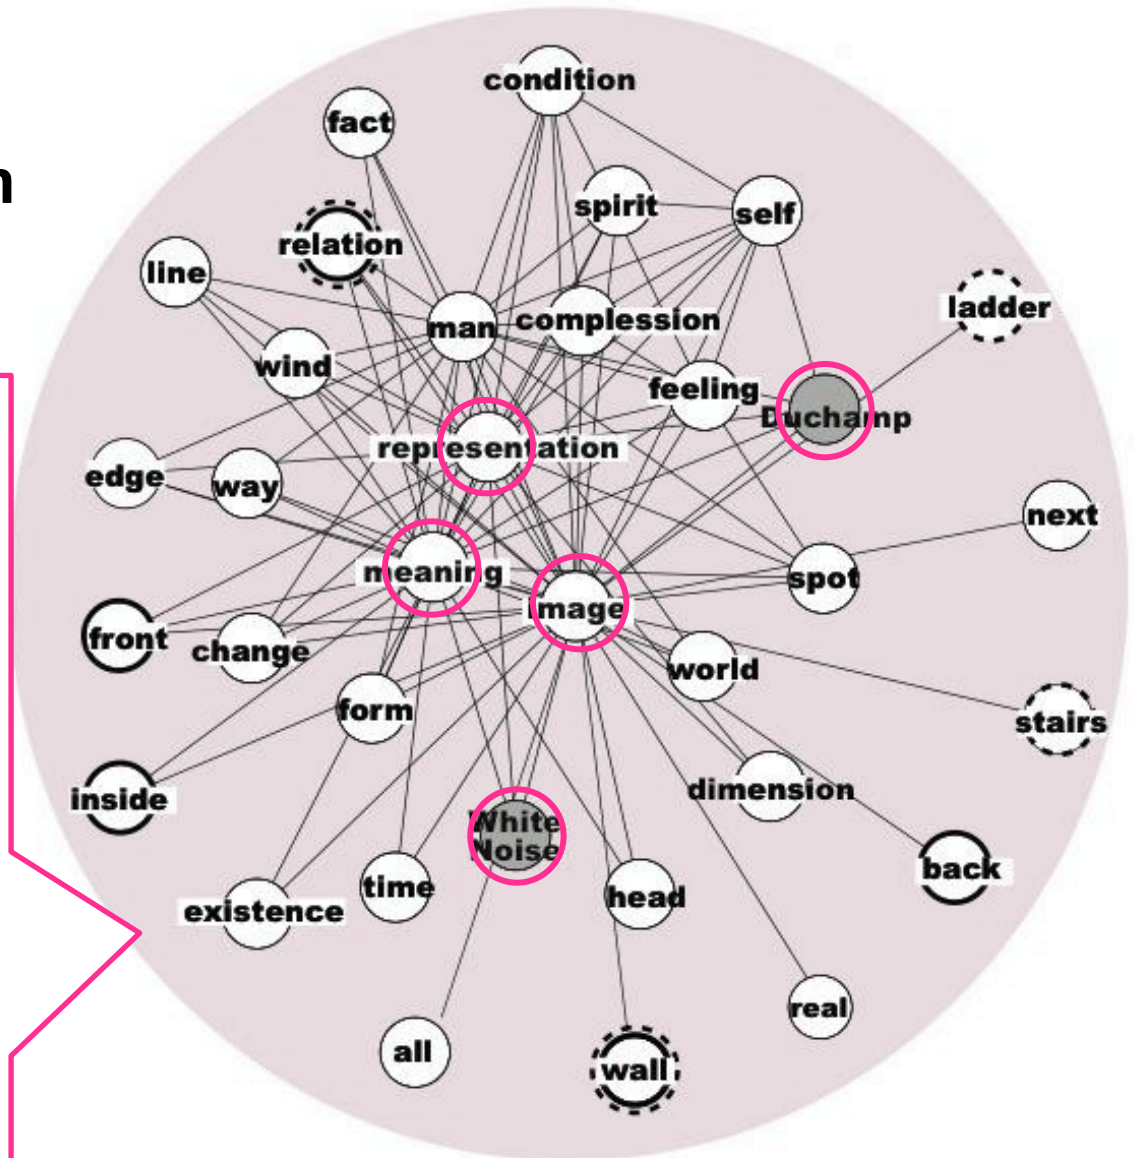 condition
fact
n
spirit
self
relation
line
ladder
man
complession
wind
feeling
Duchamp
representation
edge
way
next
meaning
spot
image
front
change
world
form
stairs
inside
dimension
White
Noise
back
time
head
existence
real
all
wall